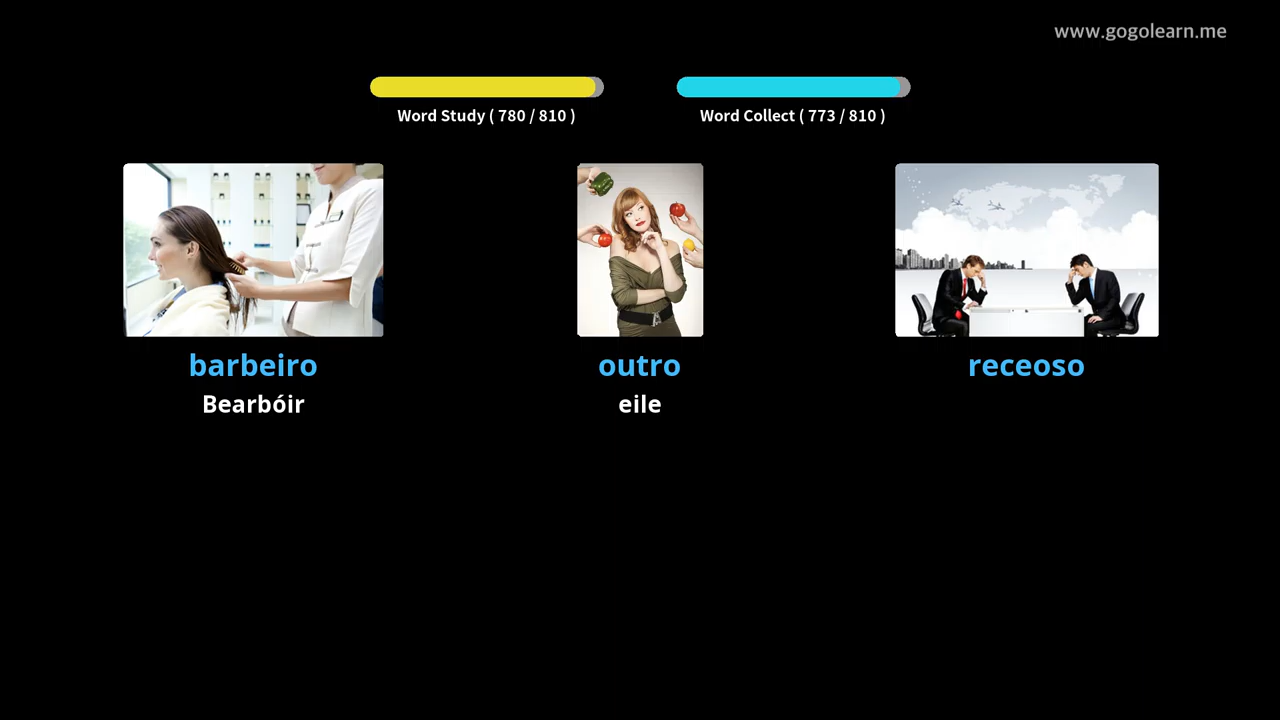 www.gogolearn.me
Word Study ( 780 / 810 )
Word Collect ( 773 / 810 )
barbeiro
Bearbóir
outro
eile
receoso